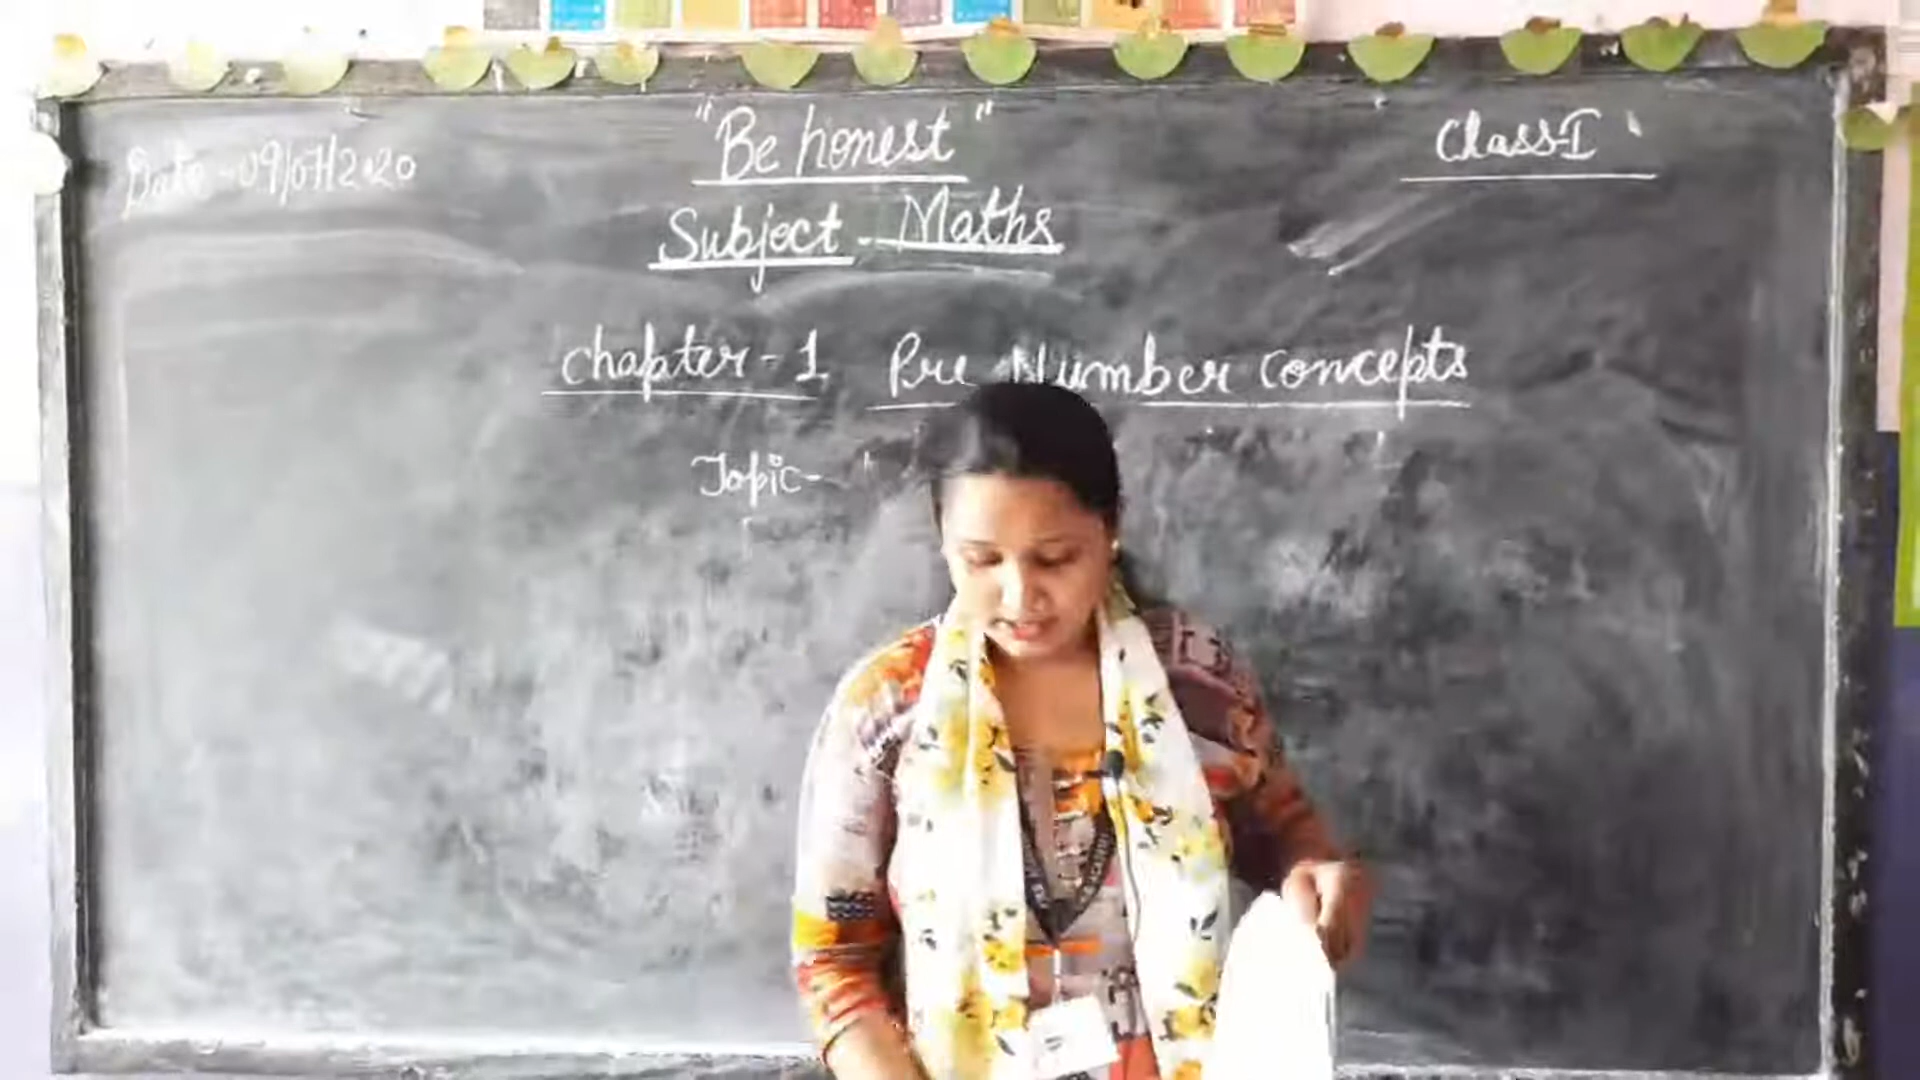 "Be honest"
Date - 09/07/2020
Class-I
Subject - Maths
Chapter - 1 Pre Number concepts
Topic -